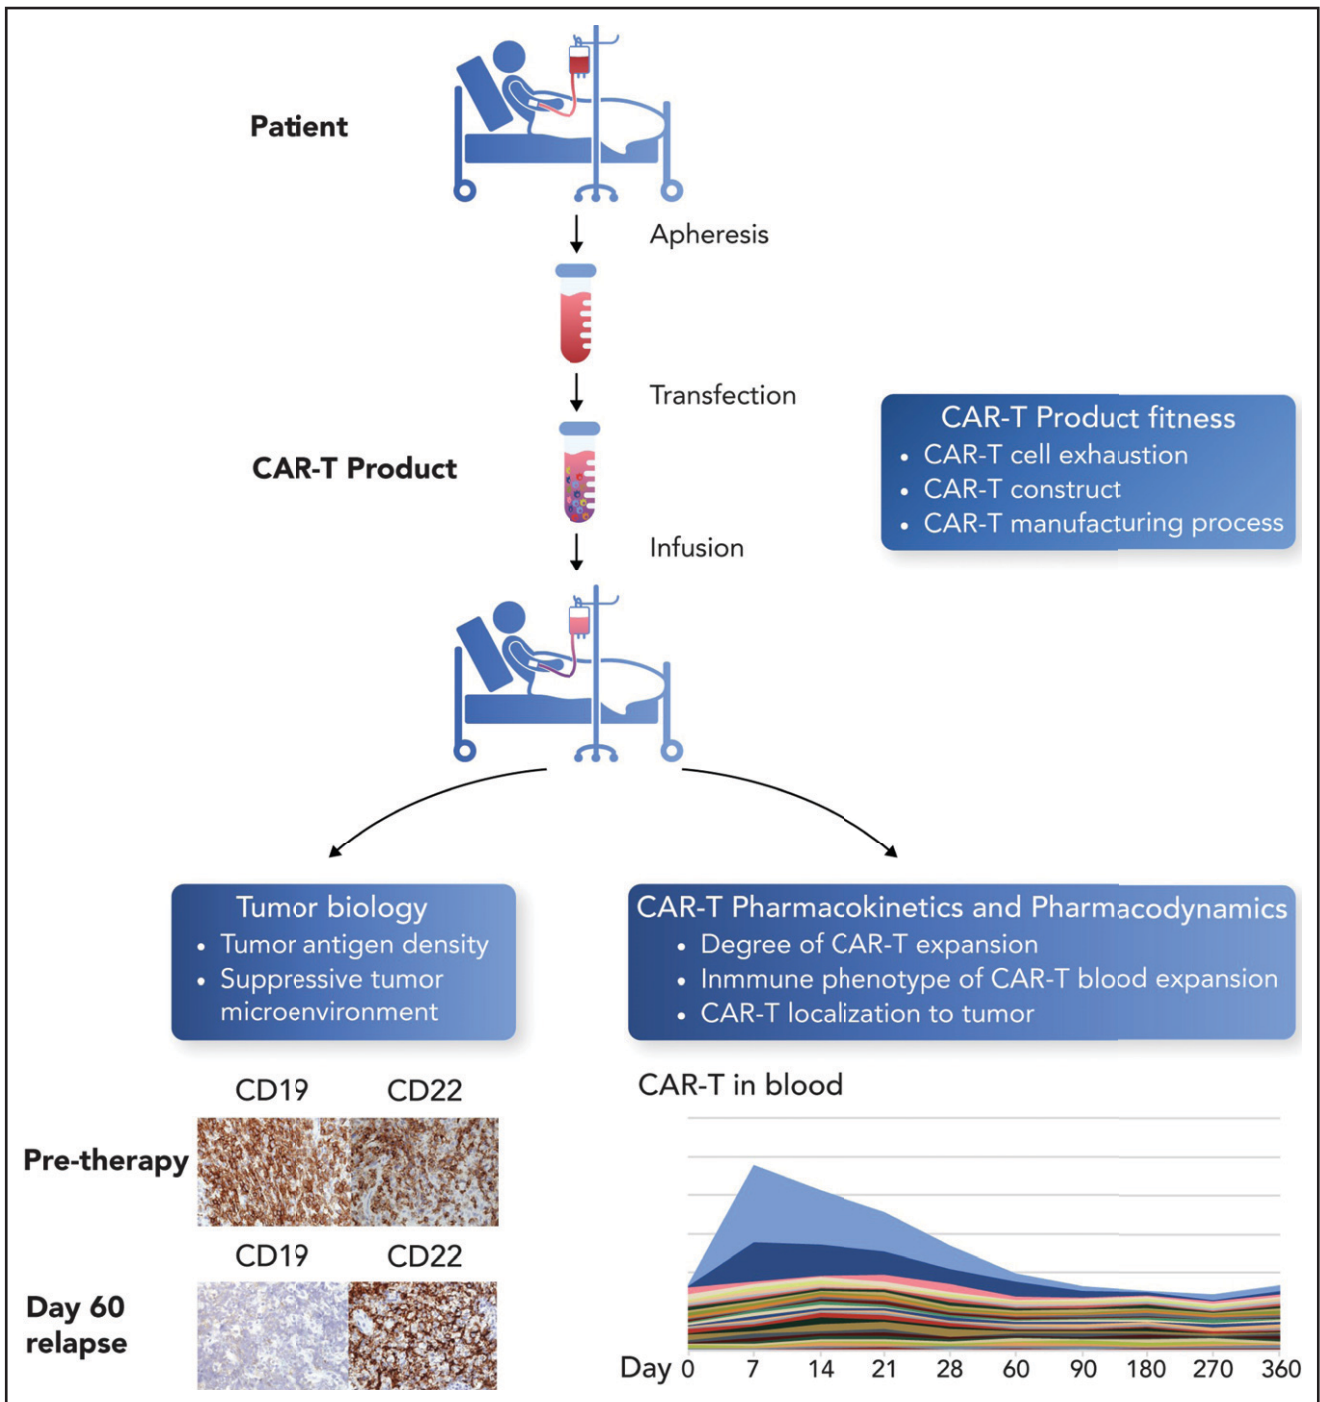 Patient
Apheresis
Transfection
CAR-T Product
Infusion
CAR-T Product fitness
• CAR-T cell exhaustion
• CAR-T construct
• CAR-T manufacturing process
Tumor biology
• Tumor antigen density
• Suppressive tumor
microenvironment
CAR-T Pharmacokinetics and Pharmacodynamics
• Degree of CAR-T expansion
• Inmmune phenotype of CAR-T blood expansion
• CAR-T localization to tumor
CD19 CD22
Pre-therapy
CD19 CD22
Day 60
relapse
CAR-T in blood
Day 0 7 14 21 28 60 90 180 270 360